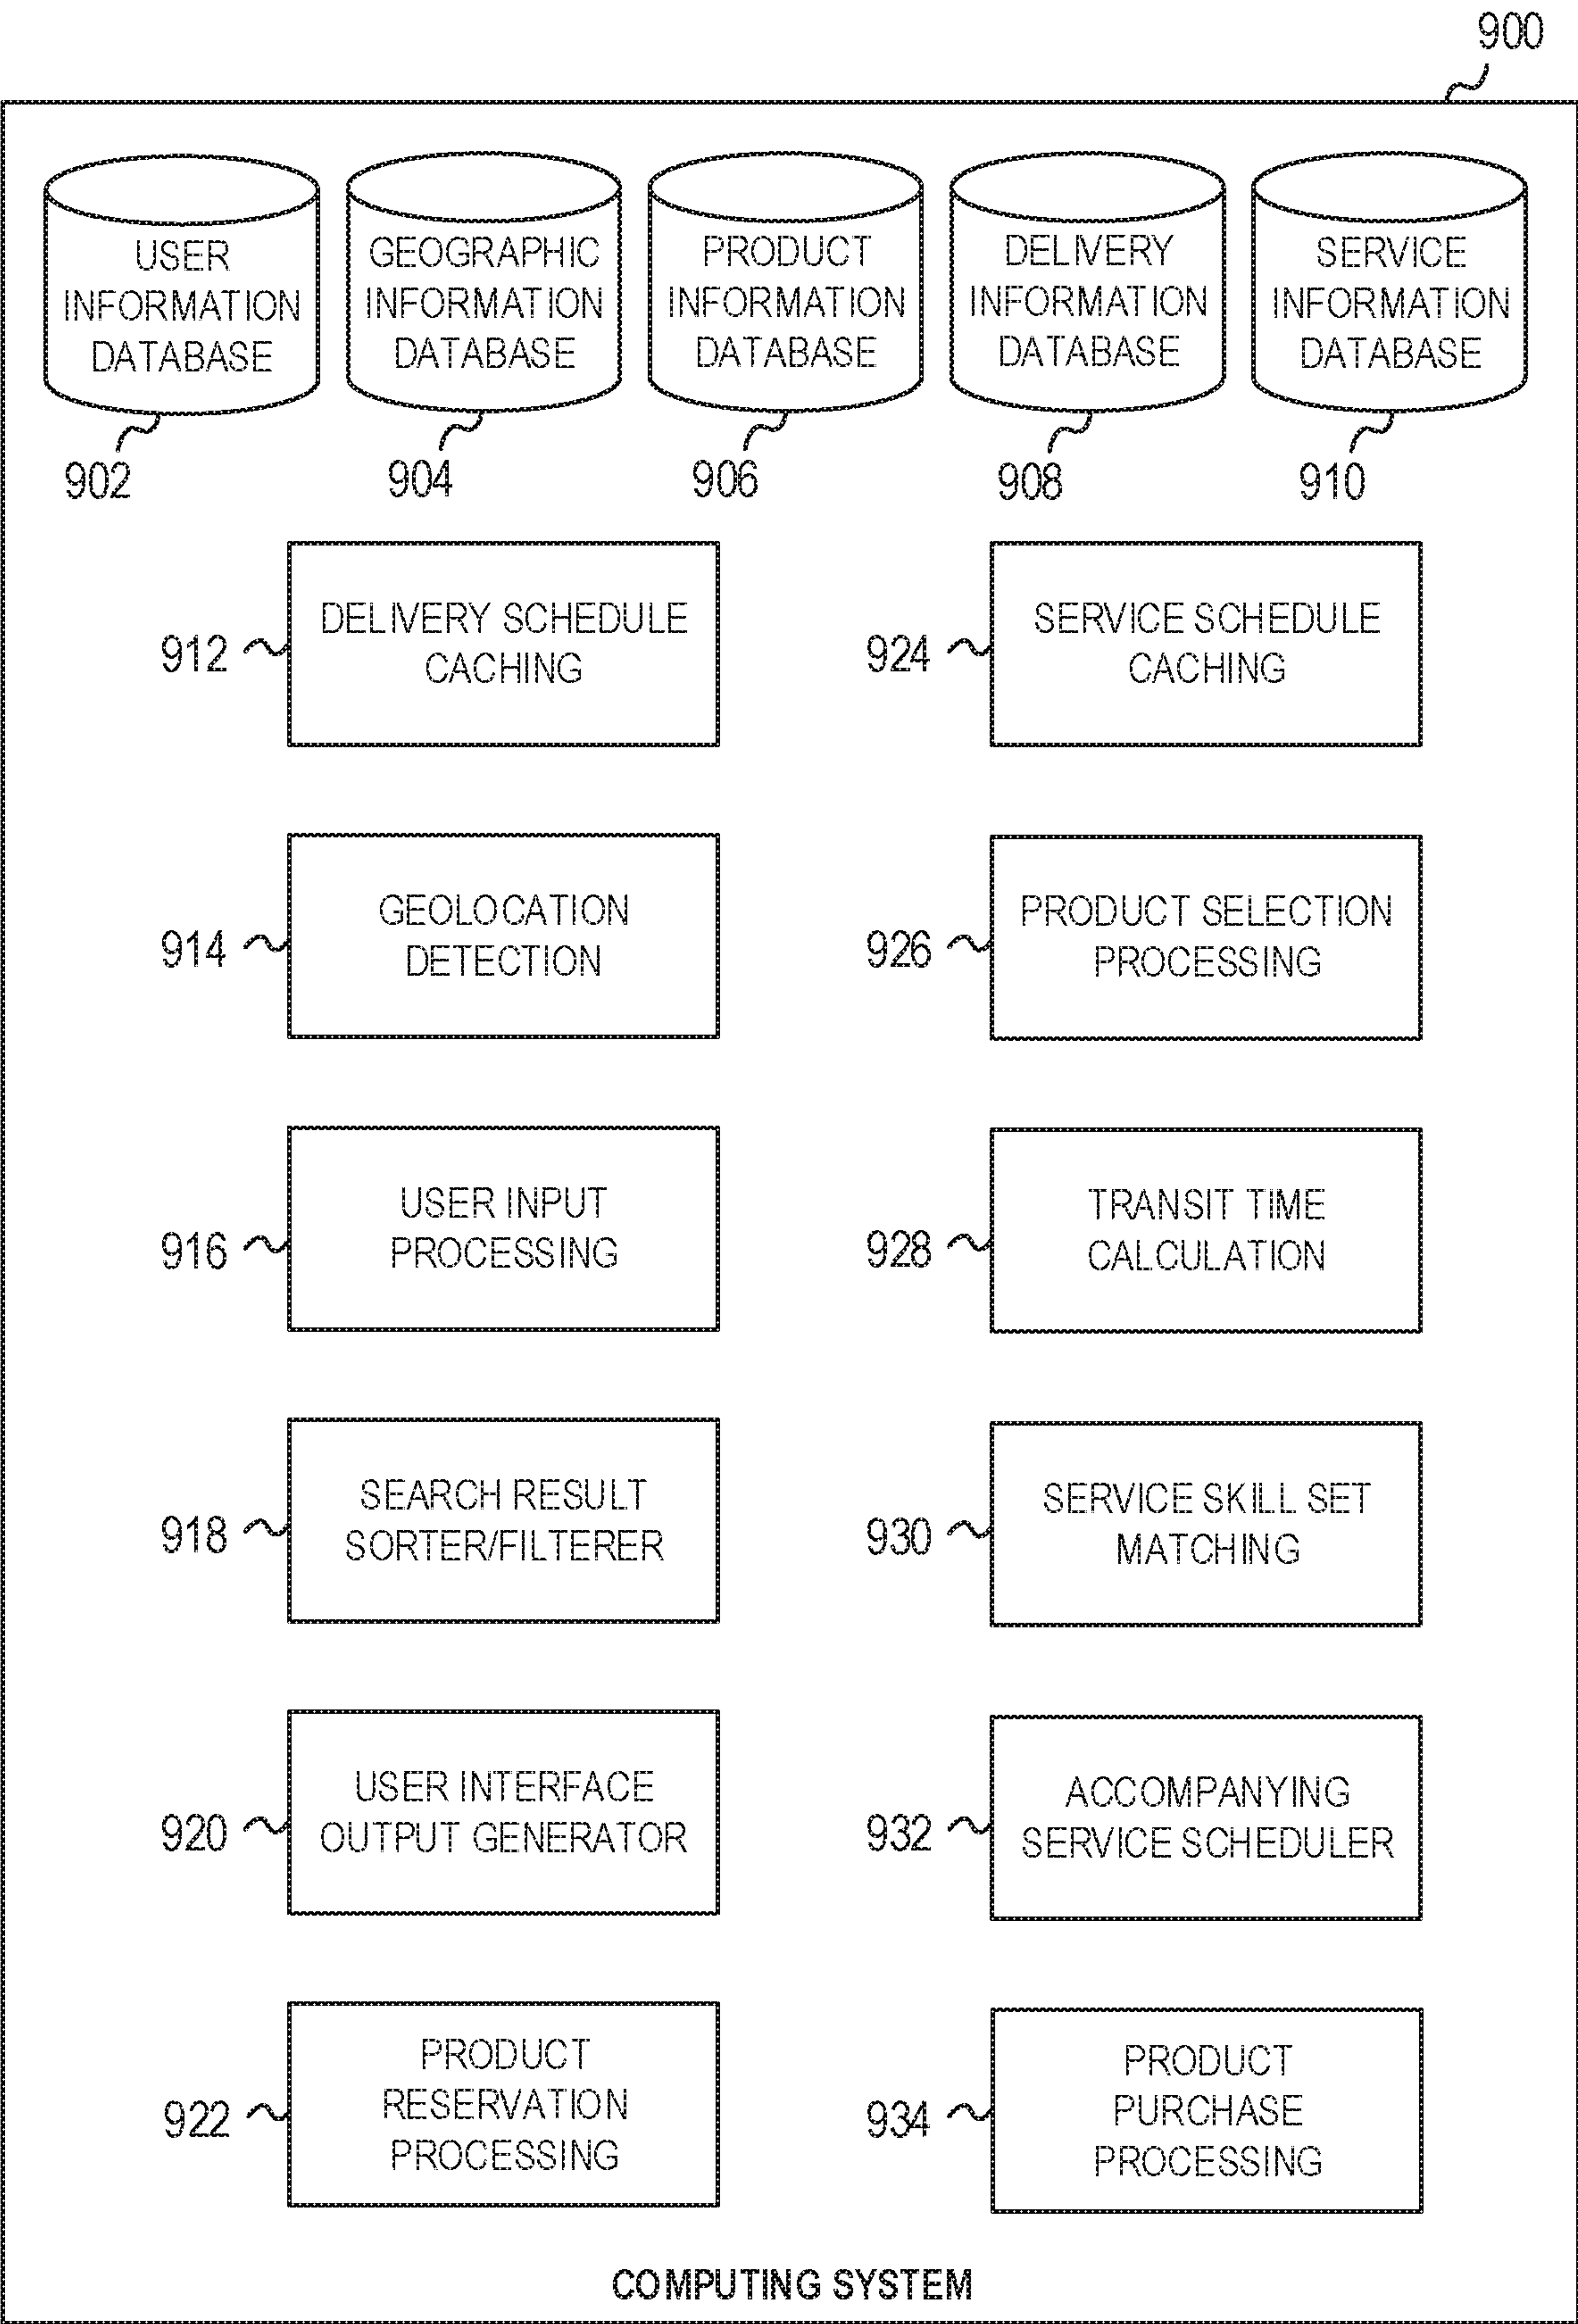 900
USER
INFORMATION
DATABASE
902
GEOGRAPHIC
INFORMATION
DATABASE
904
PRODUCT
INFORMATION
DATABASE
906
DELIVERY
INFORMATION
DATABASE
908
SERVICE
INFORMATION
DATABASE
910
912
DELIVERY SCHEDULE
CACHING
924
SERVICE SCHEDULE
CACHING
914
GEOLOCATION
DETECTION
926
PRODUCT SELECTION
PROCESSING
916
USER INPUT
PROCESSING
928
TRANSIT TIME
CALCULATION
918
SEARCH RESULT
SORTER/FILTERER
930
SERVICE SKILL SET
MATCHING
920
USER INTERFACE
OUTPUT GENERATOR
932
ACCOMPANYING
SERVICE SCHEDULER
922
PRODUCT
RESERVATION
PROCESSING
934
PRODUCT
PURCHASE
PROCESSING
COMPUTING SYSTEM